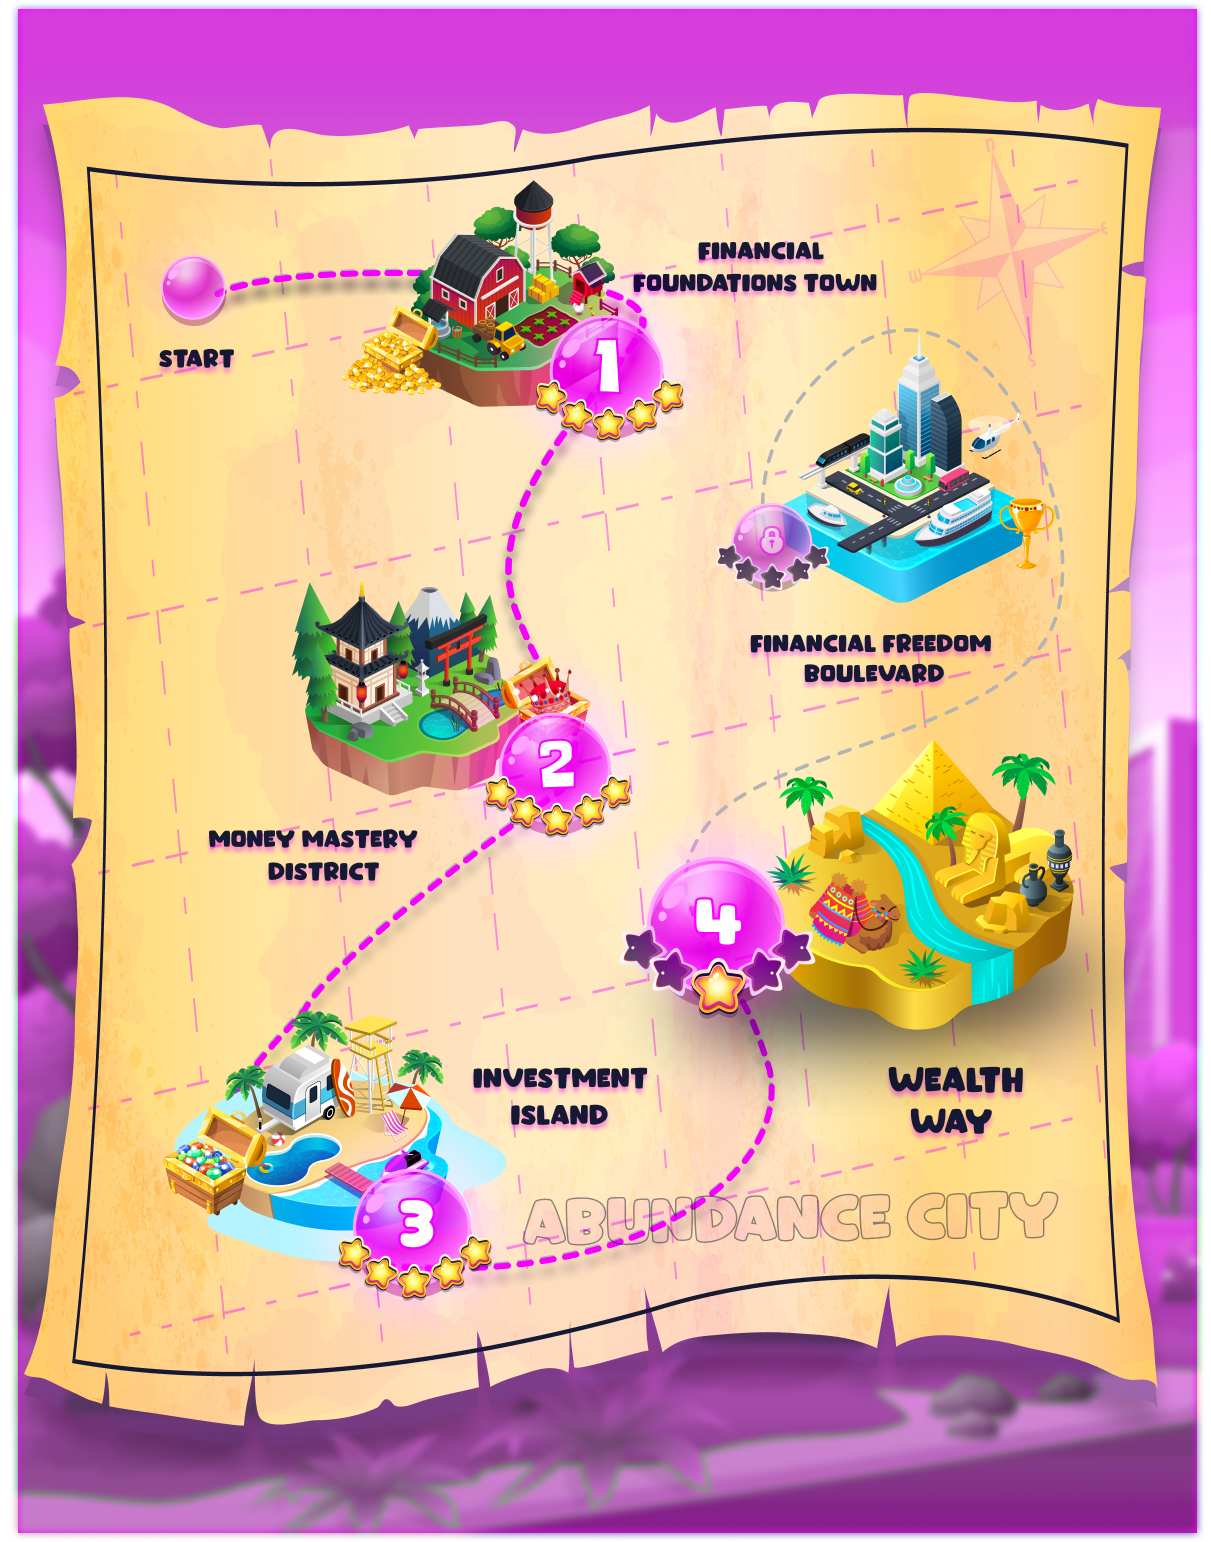 FINANCIAL
FOUNDATIONS TOWN
START
1
FINANCIAL FREEDOM
BOULEVARD
2
MONEY MASTERY
DISTRICT
4
INVESTMENT
ISLAND
WEALTH
WAY
3
ABUNDANCE CITY